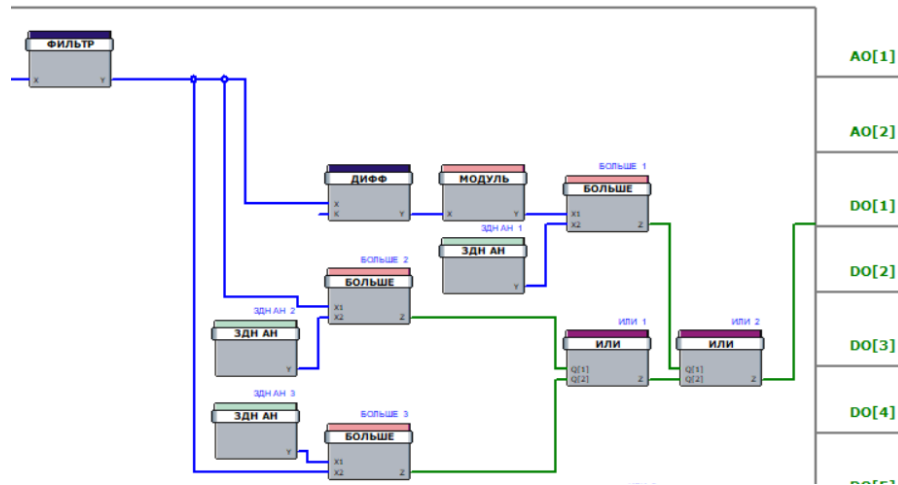 ФИЛЬТР
X Y
AO[1]
AO[2]
БОЛЬШЕ 1
ДИФФ
МОДУЛЬ
БОЛЬШЕ
X
K Y
X Y
X1
X2 Z
DO[1]
ЗДН АН 1
ЗДН АН
Y
БОЛЬШЕ 2
БОЛЬШЕ
X1
X2 Z
DO[2]
ЗДН АН 2
ЗДН АН
Y
ИЛИ 1
ИЛИ
Q[1]
Q[2] Z
ИЛИ 2
ИЛИ
Q[1]
Q[2] Z
DO[3]
ЗДН АН 3
ЗДН АН
Y
БОЛЬШЕ 3
БОЛЬШЕ
X1
X2 Z
DO[4]